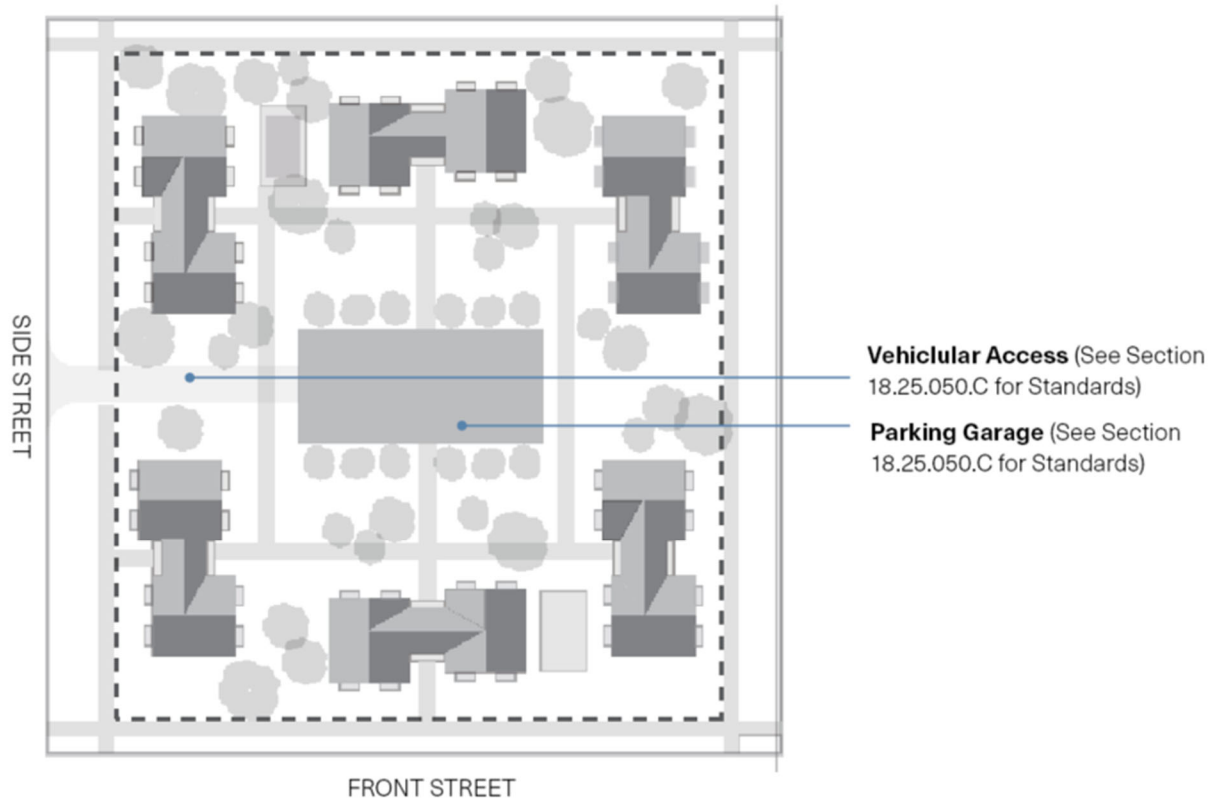 SIDE STREET
Vehiclular Access (See Section
18.25.050.C for Standards)
Parking Garage (See Section
18.25.050.C for Standards)
FRONT STREET